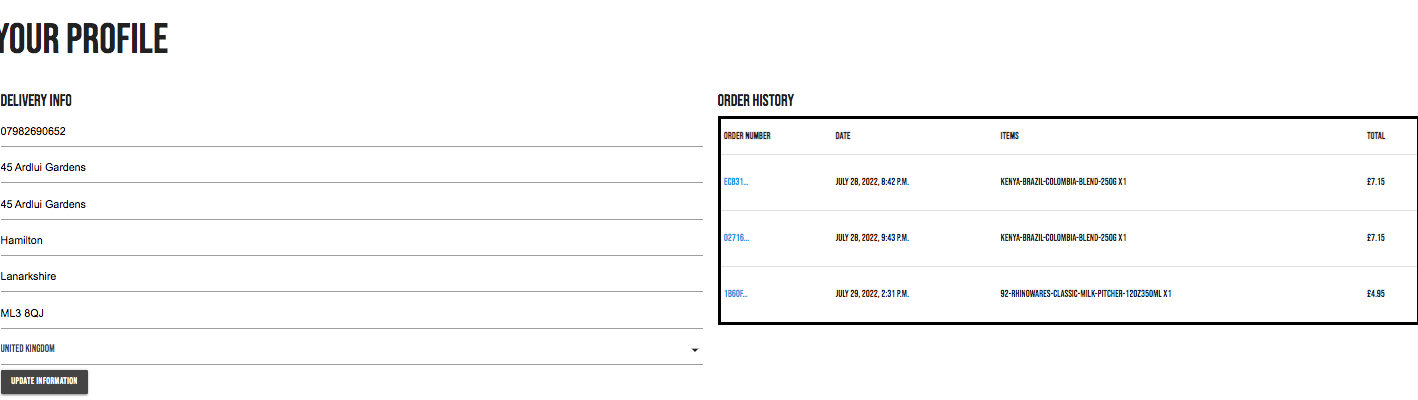 YOUR PROFILE
DELIVERY INFO
07982690652
45 Ardlui Gardens
45 Ardlui Gardens
Hamilton
Lanarkshire
ML3 8QJ
UNITED KINGDOM
UPDATE INFORMATION
ORDER HISTORY
ORDER NUMBER DATE ITEMS TOTAL
ECB31... JULY 28, 2022, 8:42 P.M. KENYA-BRAZIL-COLOMBIA-BLEND-250G X1 £7.15
02716... JULY 28, 2022, 9:43 P.M. KENYA-BRAZIL-COLOMBIA-BLEND-250G X1 £7.15
1B60F... JULY 29, 2022, 2:31 P.M. 92-RHINOWARES-CLASSIC-MILK-PITCHER-12OZ350ML X1 £4.95